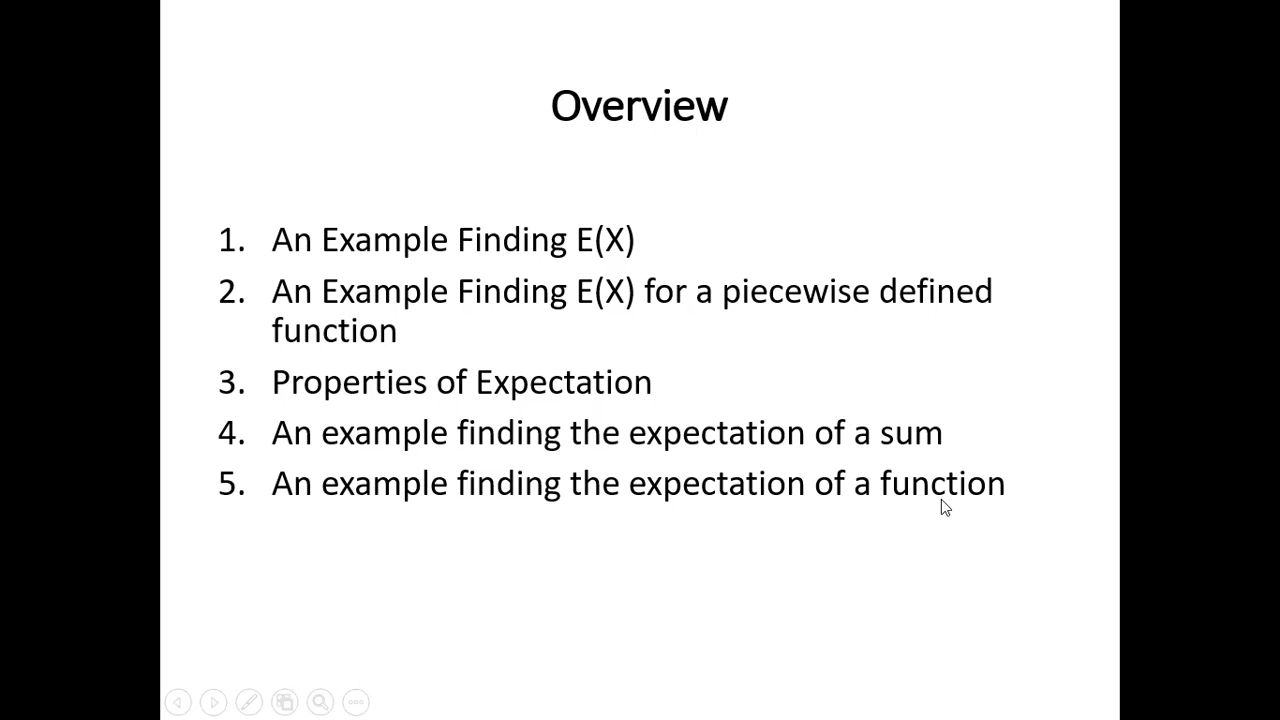 Overview
1. An Example Finding E(X)
2. An Example Finding E(X) for a piecewise defined
function
3. Properties of Expectation
4. An example finding the expectation of a sum
5. An example finding the expectation of a function